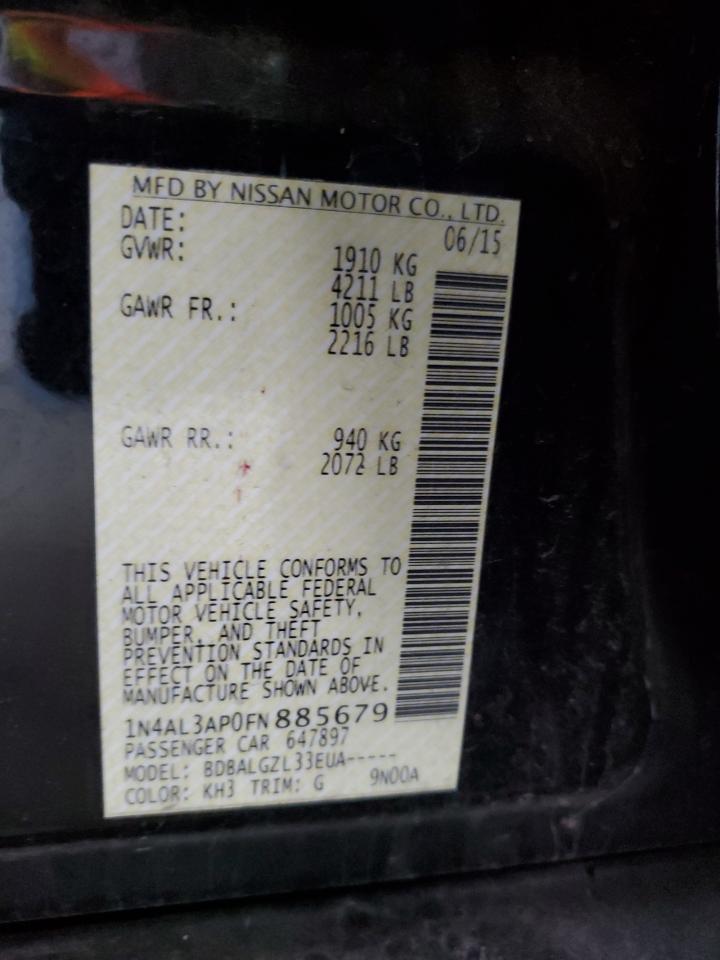 MFD BY NISSAN MOTOR CO., LTD.
DATE: 06/15
GVWR: 1910 KG
4211 LB
GAWR FR.: 1005 KG
2216 LB
GAWR RR.: 940 KG
2072 LB
THIS VEHICLE CONFORMS TO
ALL APPLICABLE FEDERAL
MOTOR VEHICLE SAFETY,
BUMPER, AND THEFT
PREVENTION STANDARDS IN
EFFECT ON THE DATE OF
MANUFACTURE SHOWN ABOVE.
1N4AL3AP0FN885679
PASSENGER CAR 647897
MODEL: BDBALGZL33EUA-----
COLOR: KH3 TRIM: G 9N00A